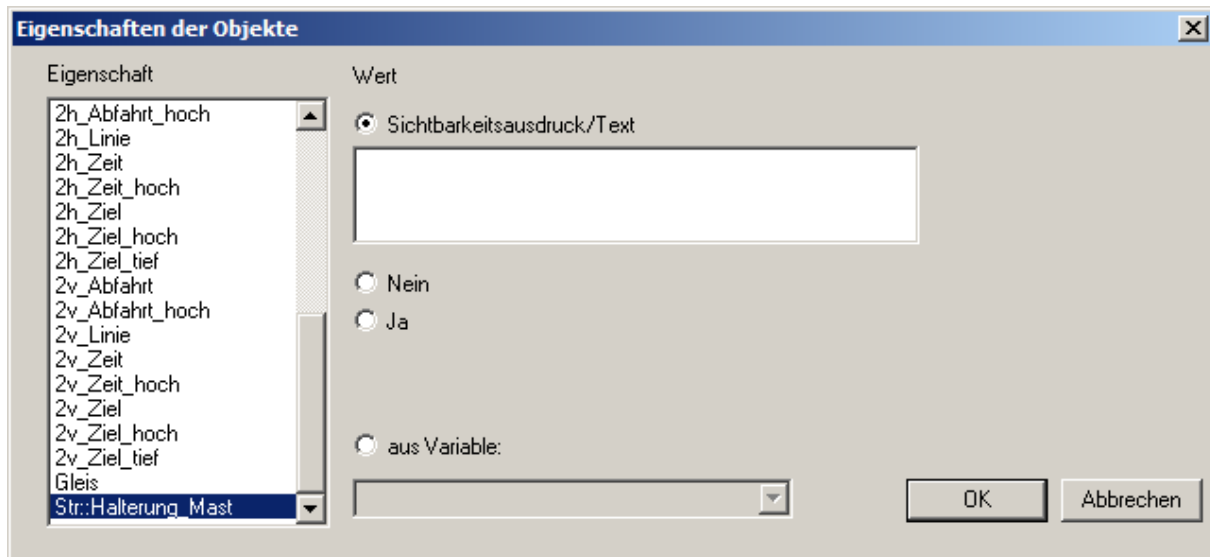 Eigenschaften der Objekte
Eigenschaft
2h_Abfahrt_hoch
2h_Linie
2h_Zeit
2h_Zeit_hoch
2h_Ziel
2h_Ziel_hoch
2h_Ziel_tief
2v_Abfahrt
2v_Abfahrt_hoch
2v_Linie
2v_Zeit
2v_Zeit_hoch
2v_Ziel
2v_Ziel_hoch
2v_Ziel_tief
Gleis
Str::Halterung_Mast
Wert
Sichtbarkeitsausdruck/Text
Nein
Ja
aus Variable:
OK
Abbrechen